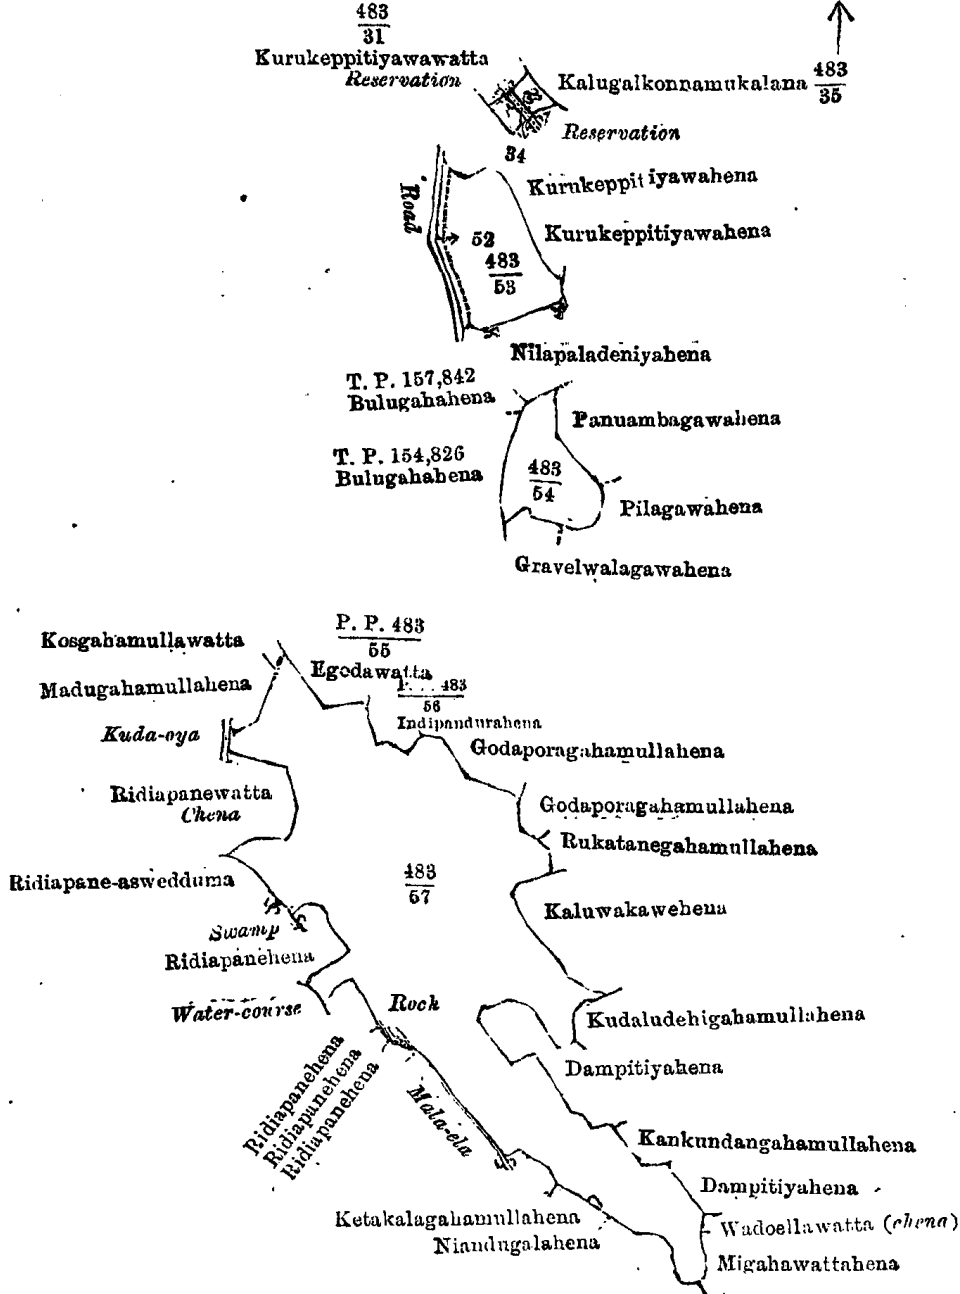 483
31
Kurukeppitiyawawatta
Reservation
Kalugalkonnamukalana 483
35
Reservation
34
Kurukeppitiyawahena
Road
52
Kurukeppitiyawahena
483
53
Nilapaladeniyahena
T. P. 157,842
Bulugahahena
Panuambagawahena
T. P. 154,826
Bulugahahena
483
54
Pilagawahena
Gravelwalagawahena
P. P. 483
55
Kosgahamullawatta
Egodawatta
Madugahamullahena
P. 483
56
Indipandurahena
Kuda-oya
Godaporagahamullahena
Ridiapanewatta
Chena
Godaporagahamullahena
Rukatanegahamullahena
Ridiapane-aswedduma
483
57
Kaluwakawehena
Swamp
Ridiapanehena
Water-course
Rock
Kudaludehigahamullahena
Ridiapanehena
Ridiapanehena
Ridiapanehena
Dampitiyahena
Mala-ela
Kankundangahamullahena
Dampitiyahena
Ketakalagahamullahena
Wadoellawatta (chena)
Niandugalahena
Migahawattahena